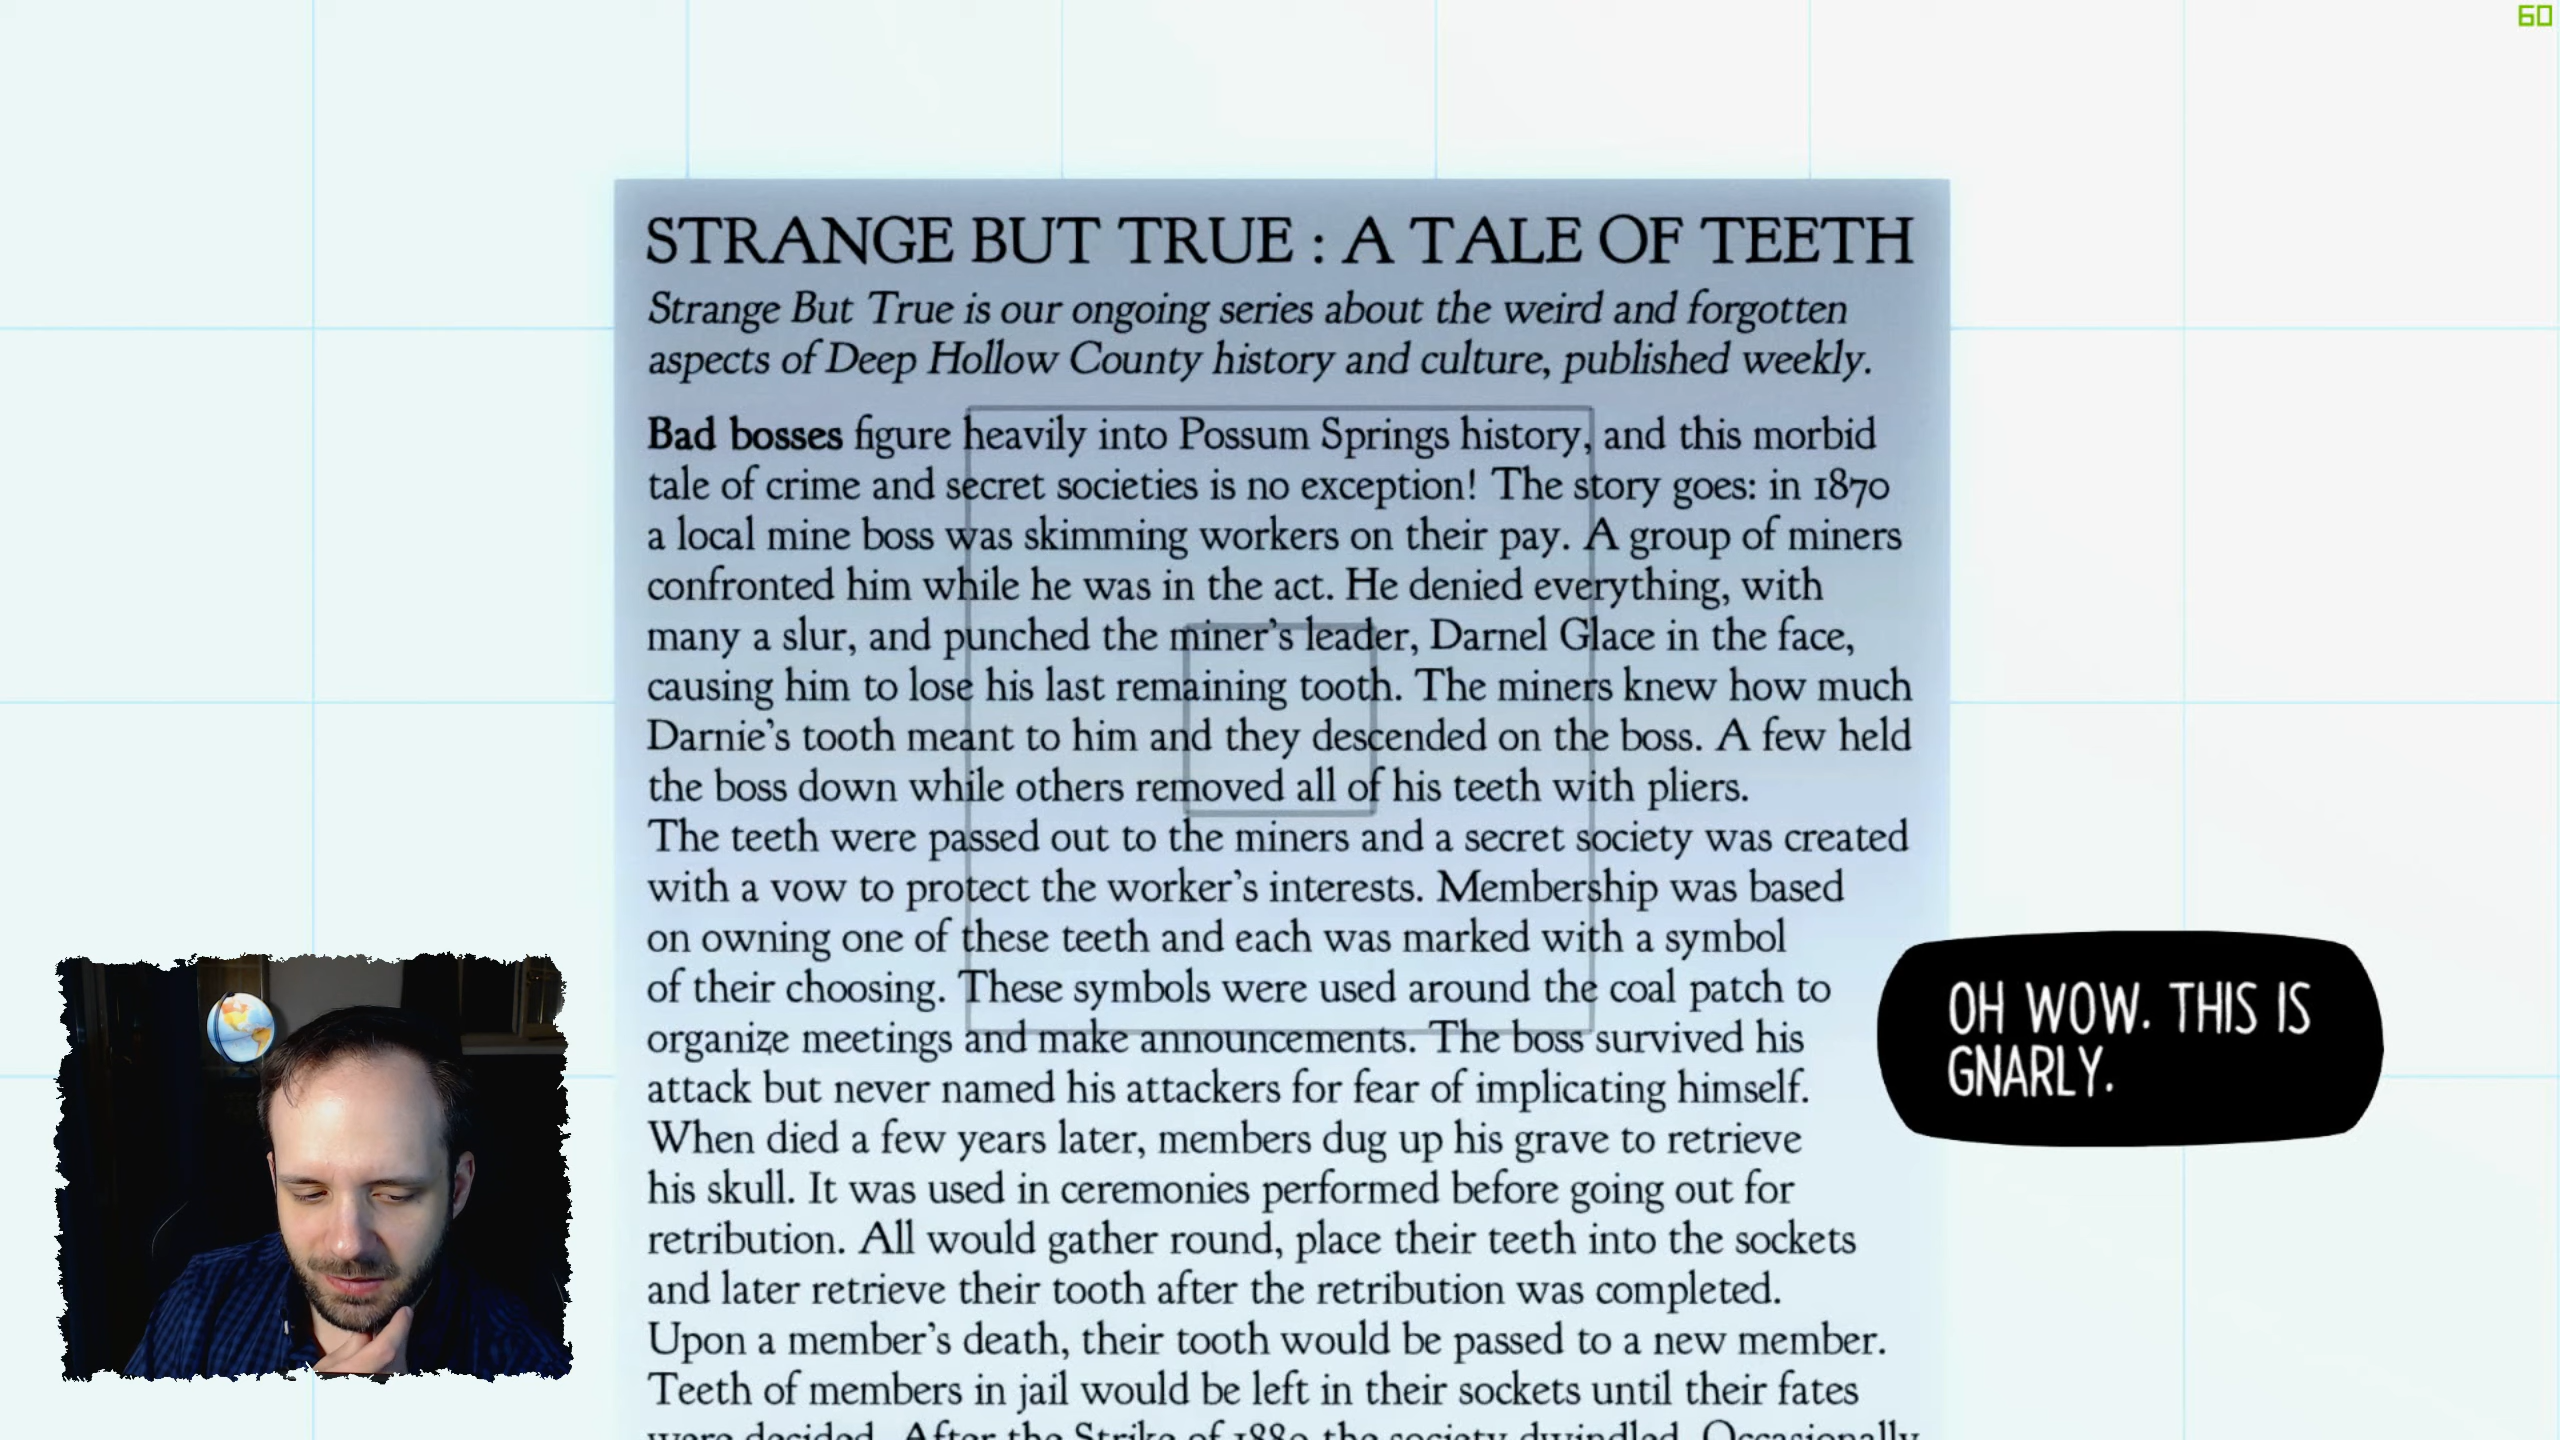 60
STRANGE BUT TRUE : A TALE OF TEETH
Strange But True is our ongoing series about the weird and forgotten
aspects of Deep Hollow County history and culture, published weekly.
Bad bosses figure heavily into Possum Springs history, and this morbid
tale of crime and secret societies is no exception! The story goes: in 1870
a local mine boss was skimming workers on their pay. A group of miners
confronted him while he was in the act. He denied everything, with
many a slur, and punched the miner's leader, Darnel Glace in the face,
causing him to lose his last remaining tooth. The miners knew how much
Darnie's tooth meant to him and they descended on the boss. A few held
the boss down while others removed all of his teeth with pliers.
The teeth were passed out to the miners and a secret society was created
with a vow to protect the worker's interests. Membership was based
on owning one of these teeth and each was marked with a symbol
of their choosing. These symbols were used around the coal patch to
organize meetings and make announcements. The boss survived his
attack but never named his attackers for fear of implicating himself.
When died a few years later, members dug up his grave to retrieve
his skull. It was used in ceremonies performed before going out for
retribution. All would gather round, place their teeth into the sockets
and later retrieve their tooth after the retribution was completed.
Upon a member's death, their tooth would be passed to a new member.
Teeth of members in jail would be left in their sockets until their fates
were decided. After the Strike of 1880 the society dwindled. Occasionally
OH WOW. THIS IS
GNARLY.